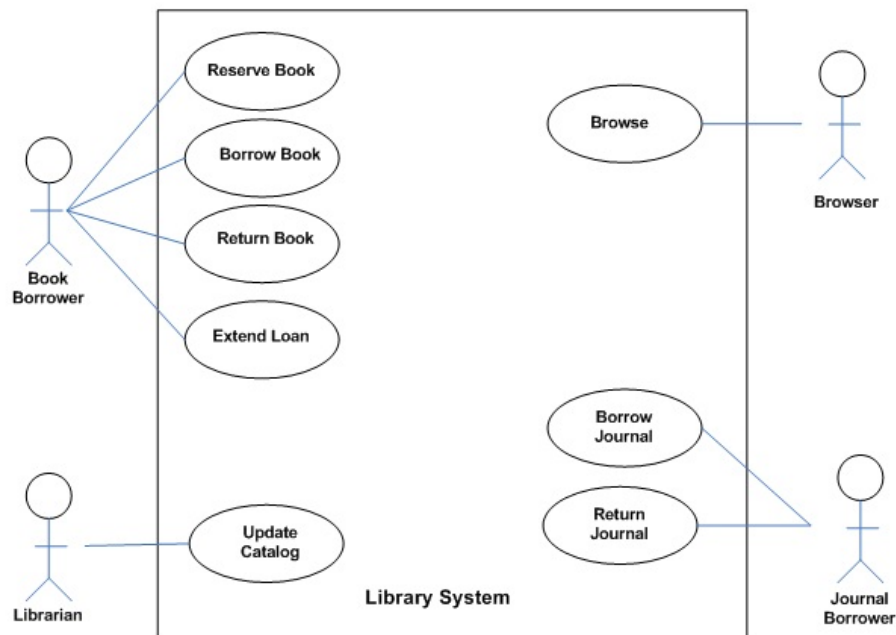 Reserve Book
Borrow Book
Return Book
Extend Loan
Book
Borrower
Browse
Browser
Borrow
Journal
Return
Journal
Journal
Borrower
Update
Catalog
Librarian
Library System